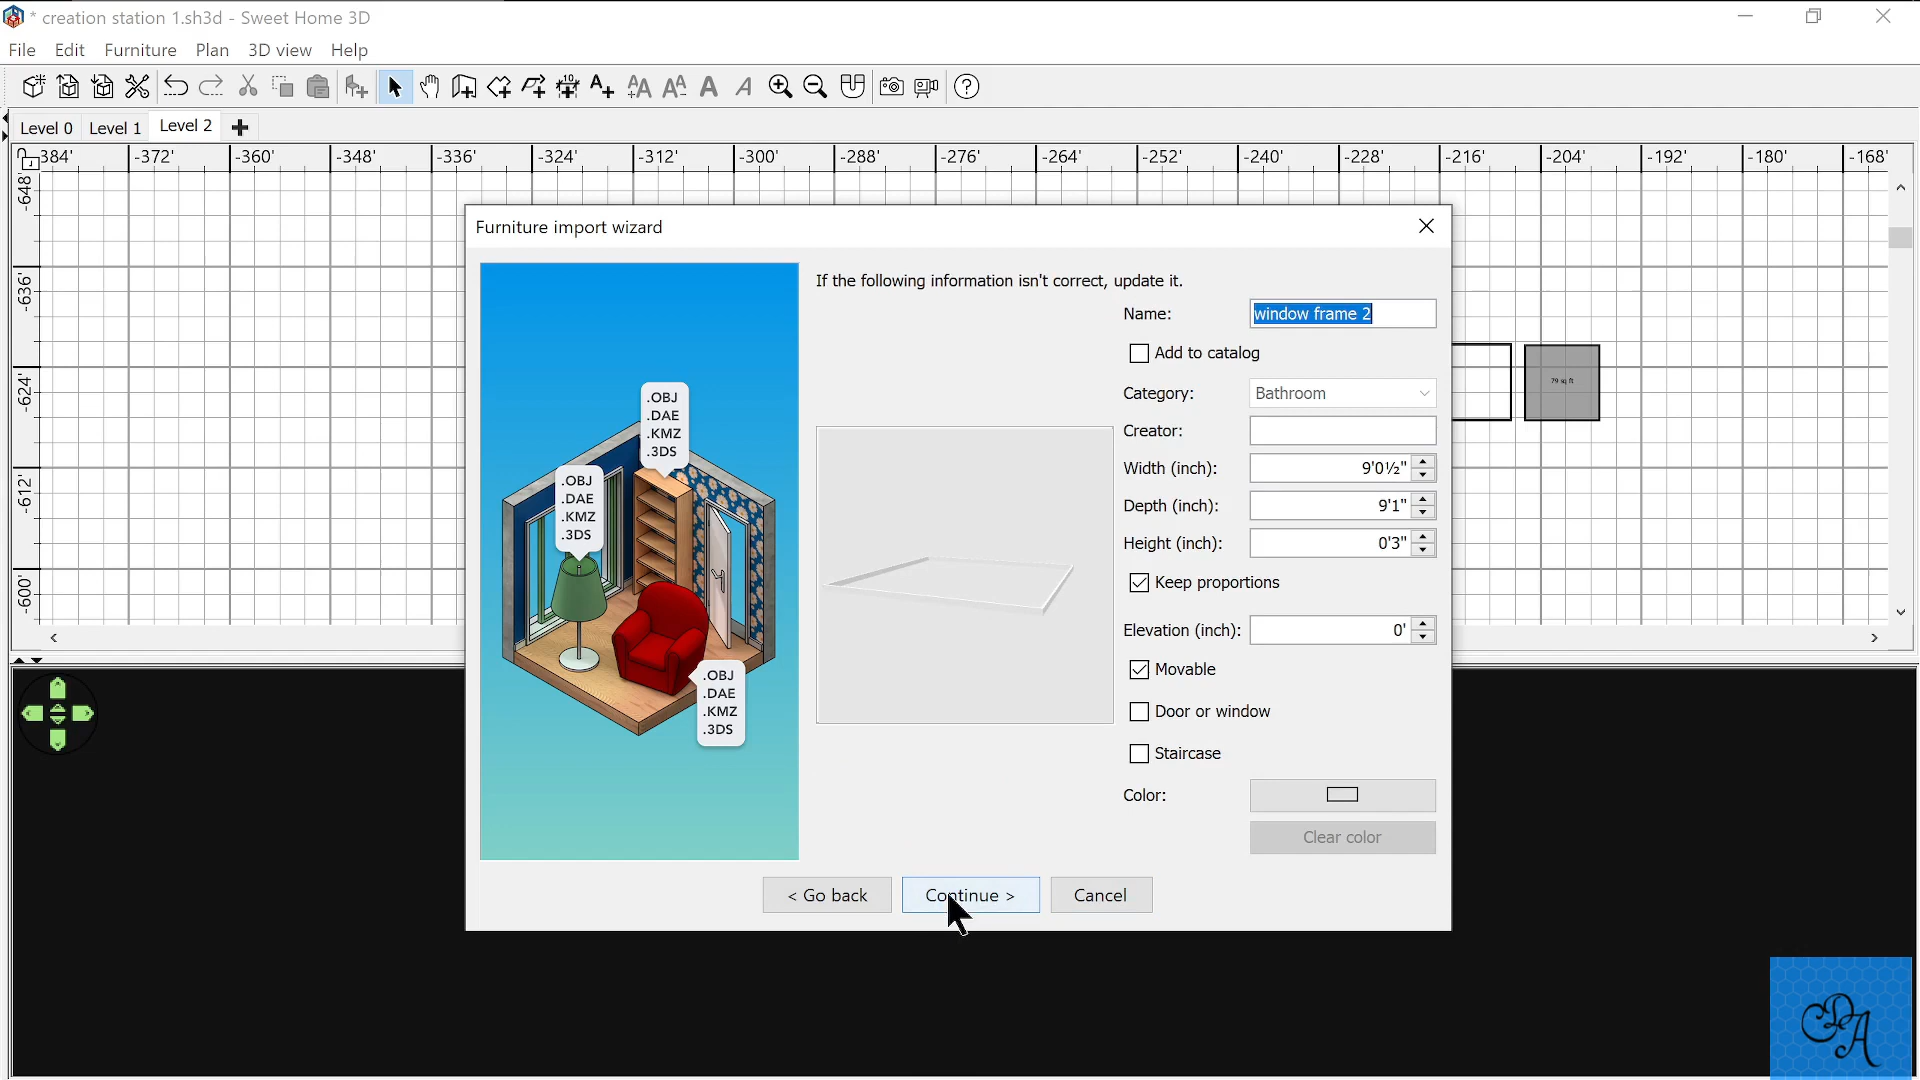 * creation station 1.sh3d - Sweet Home 3D
File Edit Furniture Plan 3D view Help
Level 0 Level 1 Level 2
384' -372' -360' -348' -336' -324' -312' -300' -288' -276' -264' -252' -240' -228' -216' -204' -192' -180' -168'
-648'
-636'
-624'
-612'
-600'
79 sq ft
Furniture import wizard
If the following information isn't correct, update it.
Name: window frame 2
Add to catalog
Category: Bathroom
Creator:
Width (inch): 9'0½"
Depth (inch): 9'1"
Height (inch): 0'3"
Keep proportions
Elevation (inch): 0'
Movable
Door or window
Staircase
Color:
Clear color
.OBJ
.DAE
.KMZ
.3DS
.OBJ
.DAE
.KMZ
.3DS
.OBJ
.DAE
.KMZ
.3DS
< Go back Continue > Cancel
DA